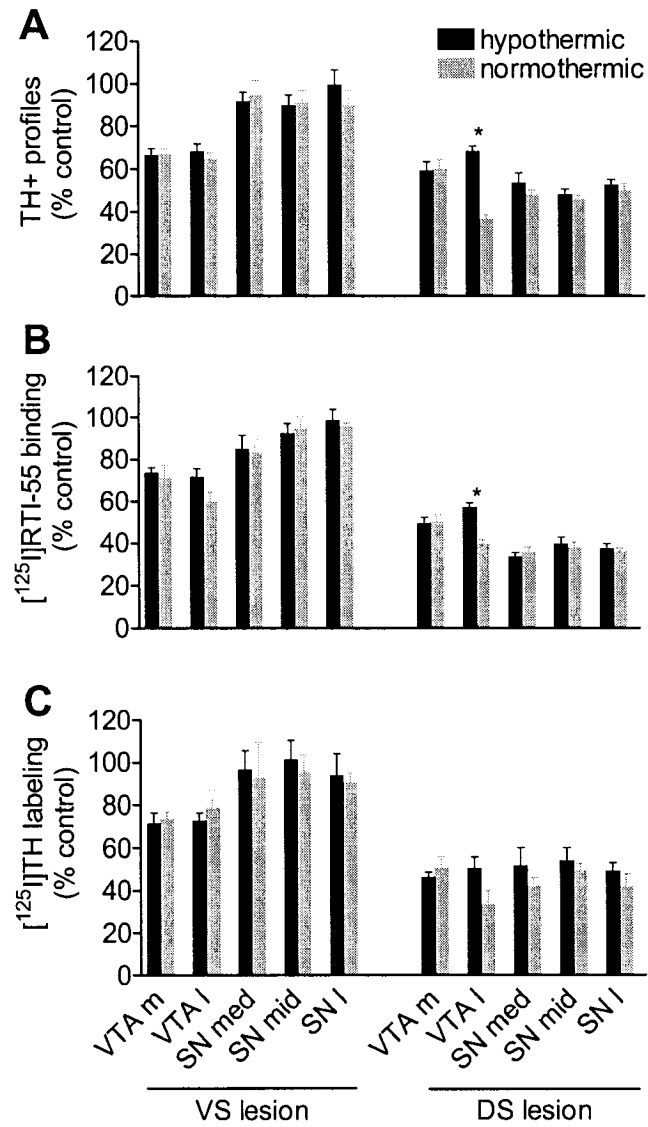 A
hypothermic
normothermic
TH+ profiles
(% control)
120
100
80
60
40
20
0
*
B
[125I]RTI-55 binding
(% control)
120
100
80
60
40
20
0
*
C
[125I]TH labeling
(% control)
120
100
80
60
40
20
0
VTA m
VTA l
SN med
SN mid
SN l
VTA m
VTA l
SN med
SN mid
SN l
VS lesion
DS lesion